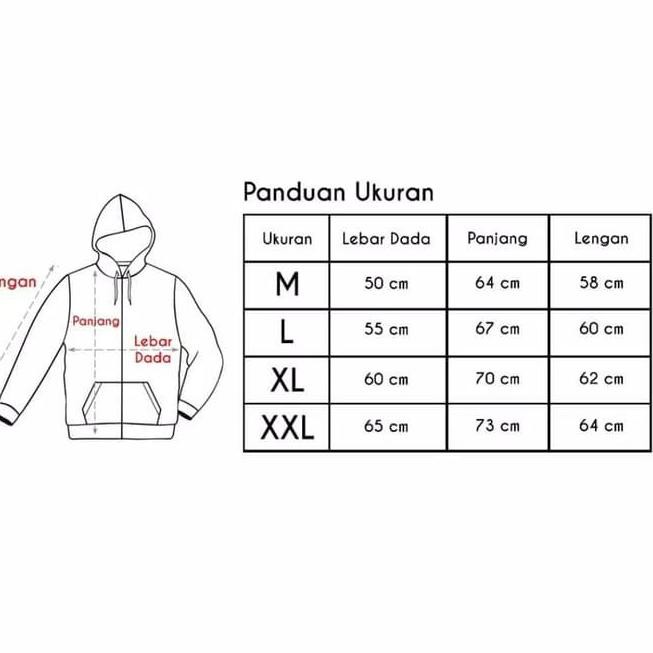 Panduan Ukuran
Ukuran Lebar Dada Panjang Lengan
M 50 cm 64 cm 58 cm
L 55 cm 67 cm 60 cm
XL 60 cm 70 cm 62 cm
XXL 65 cm 73 cm 64 cm
ngan
Panjang
Lebar
Dada